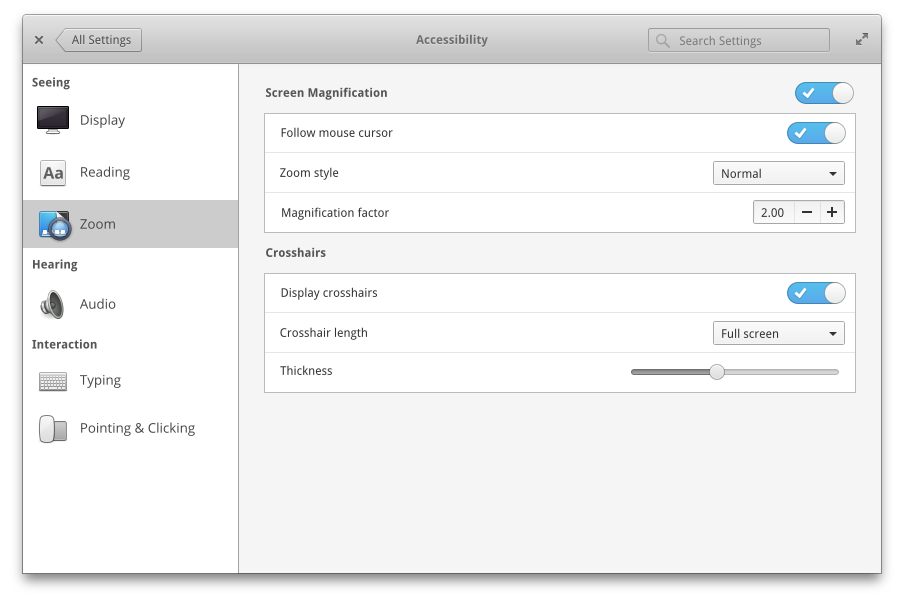 All Settings
Accessibility
Search Settings
Seeing
Display
Aa
Reading
Zoom
Hearing
Audio
Interaction
Typing
Pointing & Clicking
Screen Magnification
Follow mouse cursor
Zoom style
Normal
Magnification factor
2.00
Crosshairs
Display crosshairs
Crosshair length
Full screen
Thickness